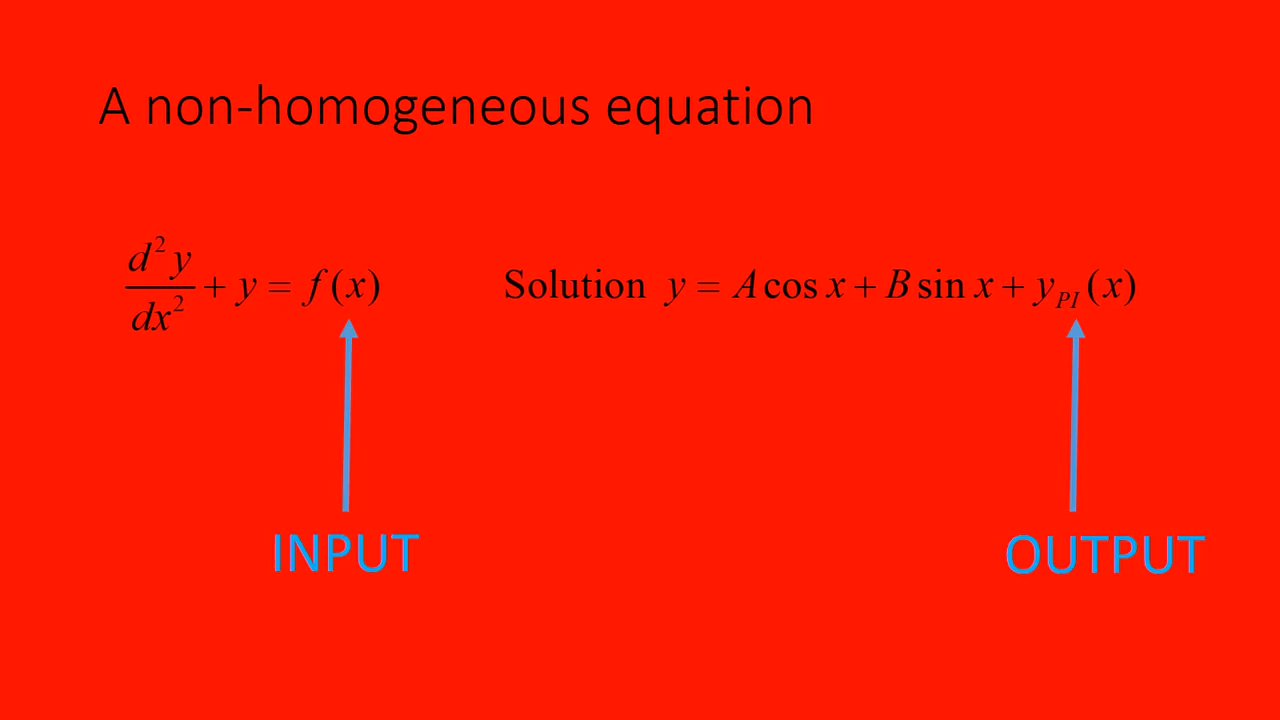 A non-homogeneous equation
d²y/dx² + y = f(x) Solution y = A cos x + B sin x + y_PI(x)
INPUT OUTPUT